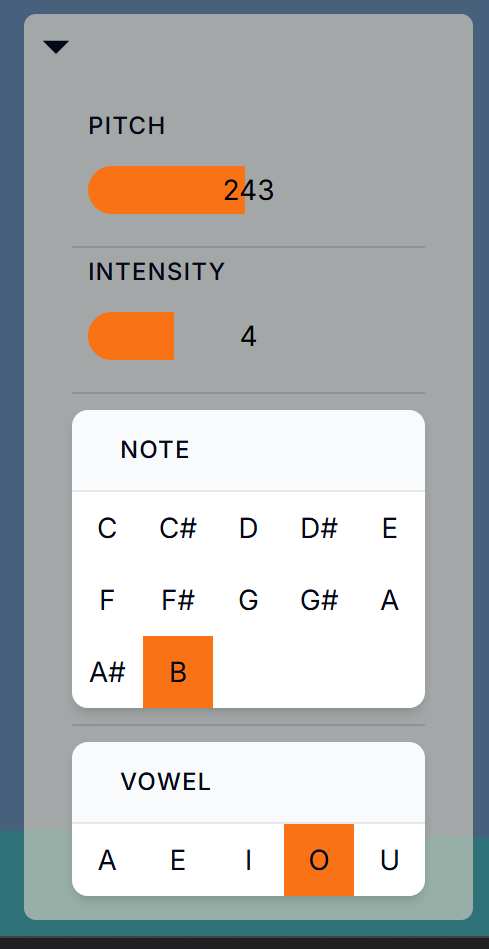 PITCH
243
INTENSITY
4
NOTE
C C# D D# E
F F# G G# A
A# B
VOWEL
A E I O U